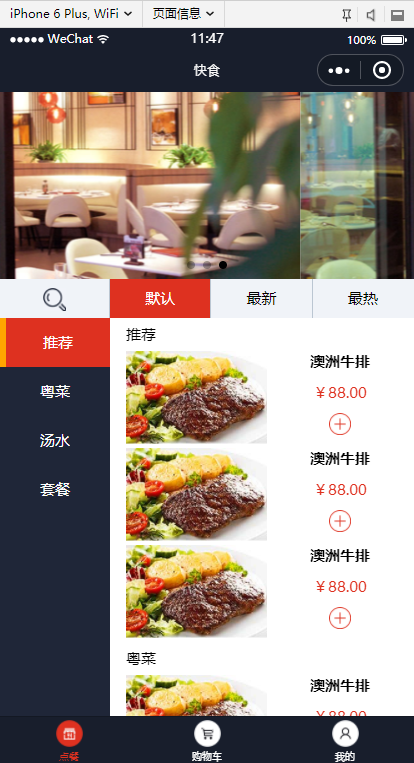 iPhone 6 Plus, WiFi 页面信息
WeChat 11:47 100%
快食
默认 最新 最热
推荐
粤菜
汤水
套餐
推荐
澳洲牛排
¥88.00
澳洲牛排
¥88.00
澳洲牛排
¥88.00
粤菜
澳洲牛排
¥88.00
点餐 购物车 我的